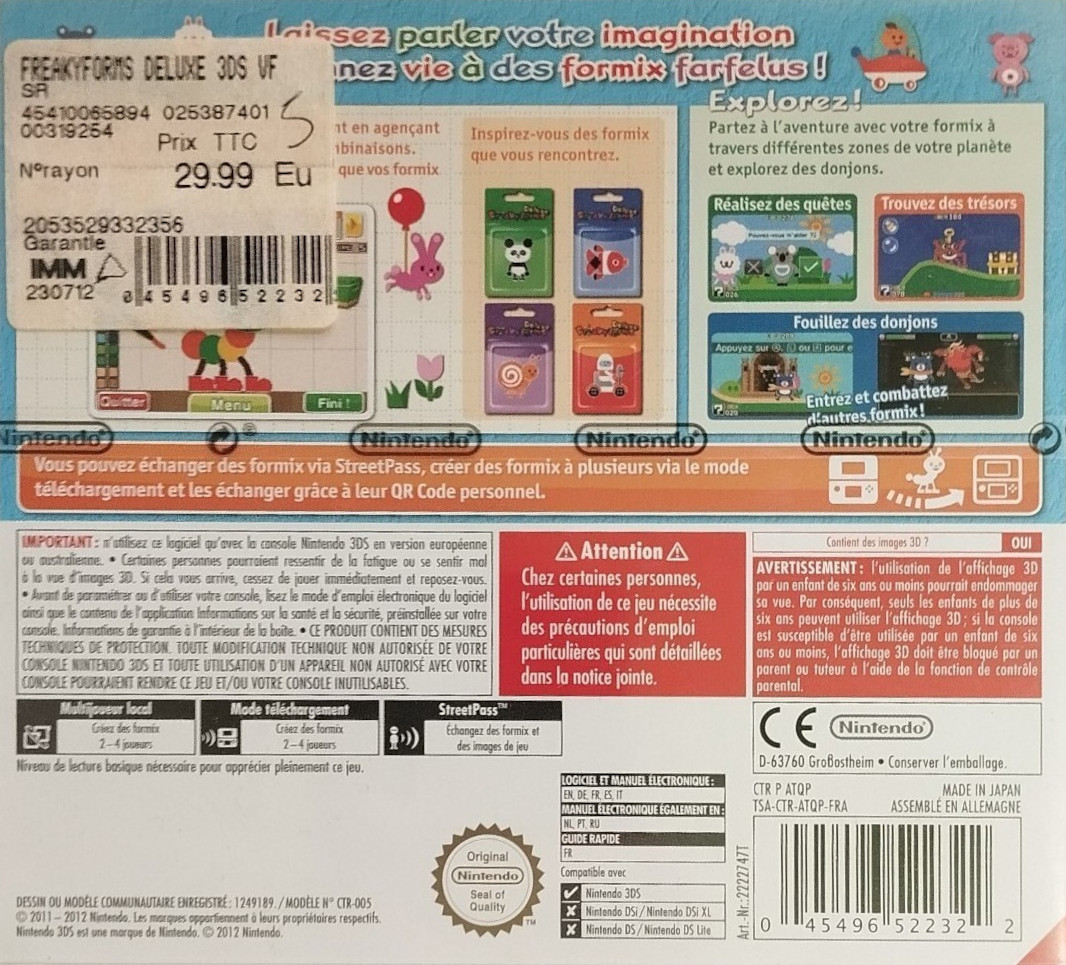 Laissez parler votre imagination
nez vie à des formix farfelus !
FREAKYFORMS DELUXE 3DS VF
SR
45410065894 025387401
00319254
Prix TTC
5
N°rayon
29.99 Eu
2053529332356
Garantie
IMM
230712
0 45496 52232
nt en agençant
mbinaisons.
que vos formix
Quitter
Menu
Fini !
Inspirez-vous des formix
que vous rencontrez.
Explorez !
Partez à l'aventure avec votre formix à
travers différentes zones de votre planète
et explorez des donjons.
Réalisez des quêtes
Trouvez des trésors
Fouillez des donjons
Appuyez sur
ou
pour e
Entrez et combattez
d'autres formix !
Nintendo®
®
Nintendo®
Nintendo®
Nintendo®
Vous pouvez échanger des formix via StreetPass, créer des formix à plusieurs via le mode
téléchargement et les échanger grâce à leur QR Code personnel.
IMPORTANT : n'utilisez ce logiciel qu'avec la console Nintendo 3DS en version européenne
ou australienne. • Certaines personnes pourraient ressentir de la fatigue ou se sentir mal
à la vue d'images 3D. Si cela vous arrive, cessez de jouer immédiatement et reposez-vous.
• Avant de paramétrer ou d'utiliser votre console, lisez le mode d'emploi électronique du logiciel
ainsi que le contenu de l'application Informations sur la santé et la sécurité, préinstallée sur votre
console. Informations de garantie à l'intérieur de la boîte. • CE PRODUIT CONTIENT DES MESURES
TECHNIQUES DE PROTECTION. TOUTE MODIFICATION TECHNIQUE NON AUTORISÉE DE VOTRE
CONSOLE NINTENDO 3DS ET TOUTE UTILISATION D'UN APPAREIL NON AUTORISÉ AVEC VOTRE
CONSOLE POURRAIENT RENDRE CE JEU ET/OU VOTRE CONSOLE INUTILISABLES.
Attention
Chez certaines personnes,
l'utilisation de ce jeu nécessite
des précautions d'emploi
particulières qui sont détaillées
dans la notice jointe.
Contient des images 3D ?
OUI
AVERTISSEMENT : l'utilisation de l'affichage 3D
par un enfant de six ans ou moins pourrait endommager
sa vue. Par conséquent, seuls les enfants de plus de
six ans peuvent utiliser l'affichage 3D ; si la console
est susceptible d'être utilisée par un enfant de six
ans ou moins, l'affichage 3D doit être bloqué par un
parent ou tuteur à l'aide de la fonction de contrôle
parental.
Multijoueur local
Créez des formix
2–4 joueurs
Mode téléchargement
Créez des formix
2–4 joueurs
StreetPass™
Échangez des formix et
des images de jeu
Niveau de lecture basique nécessaire pour apprécier pleinement ce jeu.
CE Nintendo®
D-63760 Großostheim • Conserver l'emballage.
CTR P ATQP
MADE IN JAPAN
TSA-CTR-ATQP-FRA
ASSEMBLÉ EN ALLEMAGNE
LOGICIEL ET MANUEL ÉLECTRONIQUE :
EN, DE, FR, ES, IT
MANUEL ÉLECTRONIQUE ÉGALEMENT EN :
NL, PT, RU
GUIDE RAPIDE
FR
Compatible avec
Nintendo 3DS
Nintendo DSi / Nintendo DSi XL
Nintendo DS / Nintendo DS Lite
Original
Nintendo®
Seal of
Quality
™
Art.-Nr.: 2222747T
0 45496 52232 2
DESSIN OU MODÈLE COMMUNAUTAIRE ENREGISTRÉ : 1249189. / MODÈLE N° CTR-005
© 2011 – 2012 Nintendo. Les marques appartiennent à leurs propriétaires respectifs.
Nintendo 3DS est une marque de Nintendo. © 2012 Nintendo.